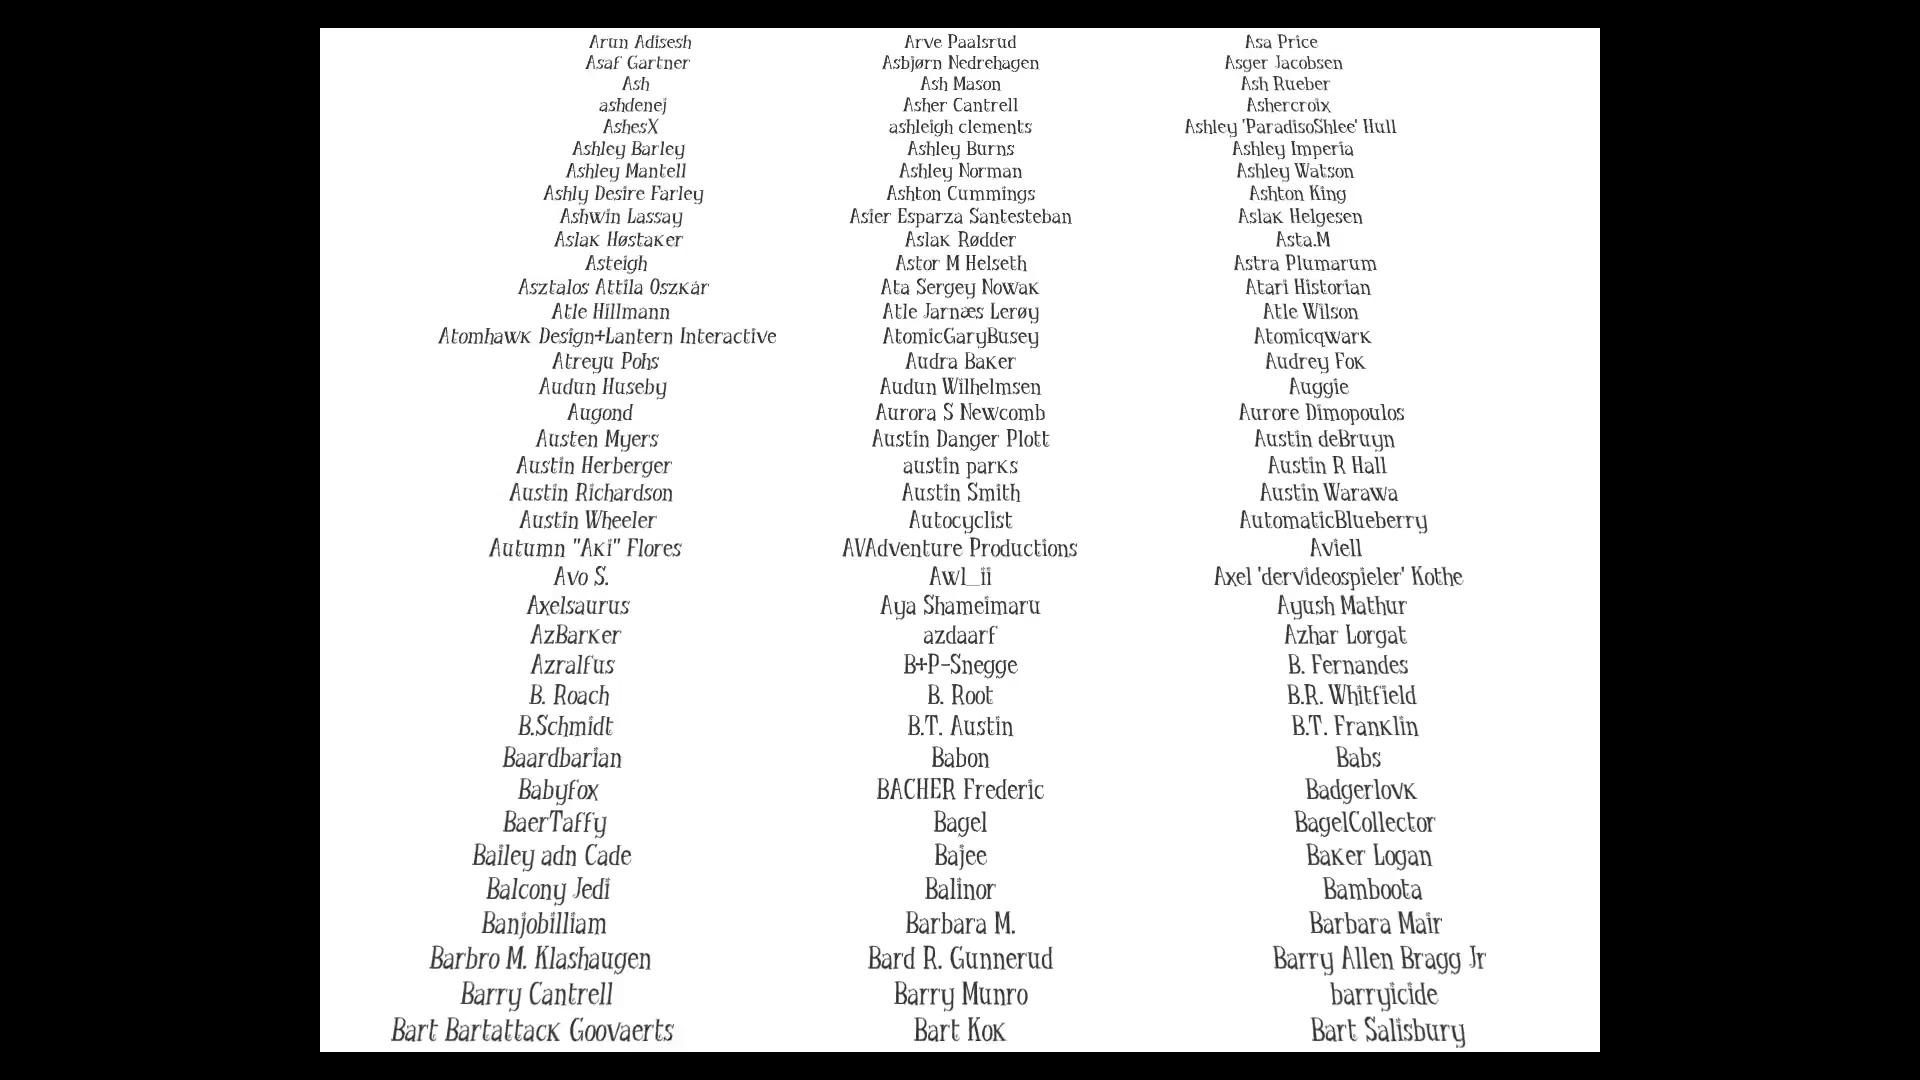 Arun Adisesh Arve Paalsrud Asa Price
Asaf Gartner Asbjørn Nedrehagen Asger Jacobsen
Ash Ash Mason Ash Rueber
ashdenej Asher Cantrell Ashercroix
AshesX ashleigh clements Ashley 'ParadisoShlee' Hull
Ashley Barley Ashley Burns Ashley Imperia
Ashley Mantell Ashley Norman Ashley Watson
Ashly Desire Farley Ashton Cummings Ashton King
Ashwin Lassay Asier Esparza Santesteban Aslak Helgesen
Aslak Høstaker Aslak Rødder Asta.M
Asteigh Astor M Helseth Astra Plumarum
Asztalos Attila Oszkár Ata Sergey Nowak Atari Historian
Atle Hillmann Atle Jarnæs Lerøy Atle Wilson
Atomhawk Design+Lantern Interactive AtomicGaryBusey Atomicqwark
Atreyu Pohs Audra Baker Audrey Fox
Audun Huseby Audun Wilhelmsen Auggie
Augond Aurora S Newcomb Aurore Dimopoulos
Austen Myers Austin Danger Plott Austin deBruyn
Austin Herberger austin parks Austin R Hall
Austin Richardson Austin Smith Austin Warawa
Austin Wheeler Autocyclist AutomaticBlueberry
Autumn "Aki" Flores AVAdventure Productions Aviell
Avo S. Awl_ii Axel 'dervideospieler' Kothe
Axelsaurus Aya Shameimaru Ayush Mathur
AzBarker azdaarf Azhar Lorgat
Azralfus B+P-Snegge B. Fernandes
B. Roach B. Root B.R. Whitfield
B.Schmidt B.T. Austin B.T. Franklin
Baardbarian Babon Babs
Babyfox BACHER Frederic Badgerlovk
BaerTaffy Bagel BagelCollector
Bailey adn Cade Bajee Baker Logan
Balcony Jedi Balinor Bamboota
Banjobilliam Barbara M. Barbara Mair
Barbro M. Klashaugen Bard R. Gunnerud Barry Allen Bragg Jr
Barry Cantrell Barry Munro barryicide
Bart Bartattack Goovaerts Bart Kok Bart Salisbury